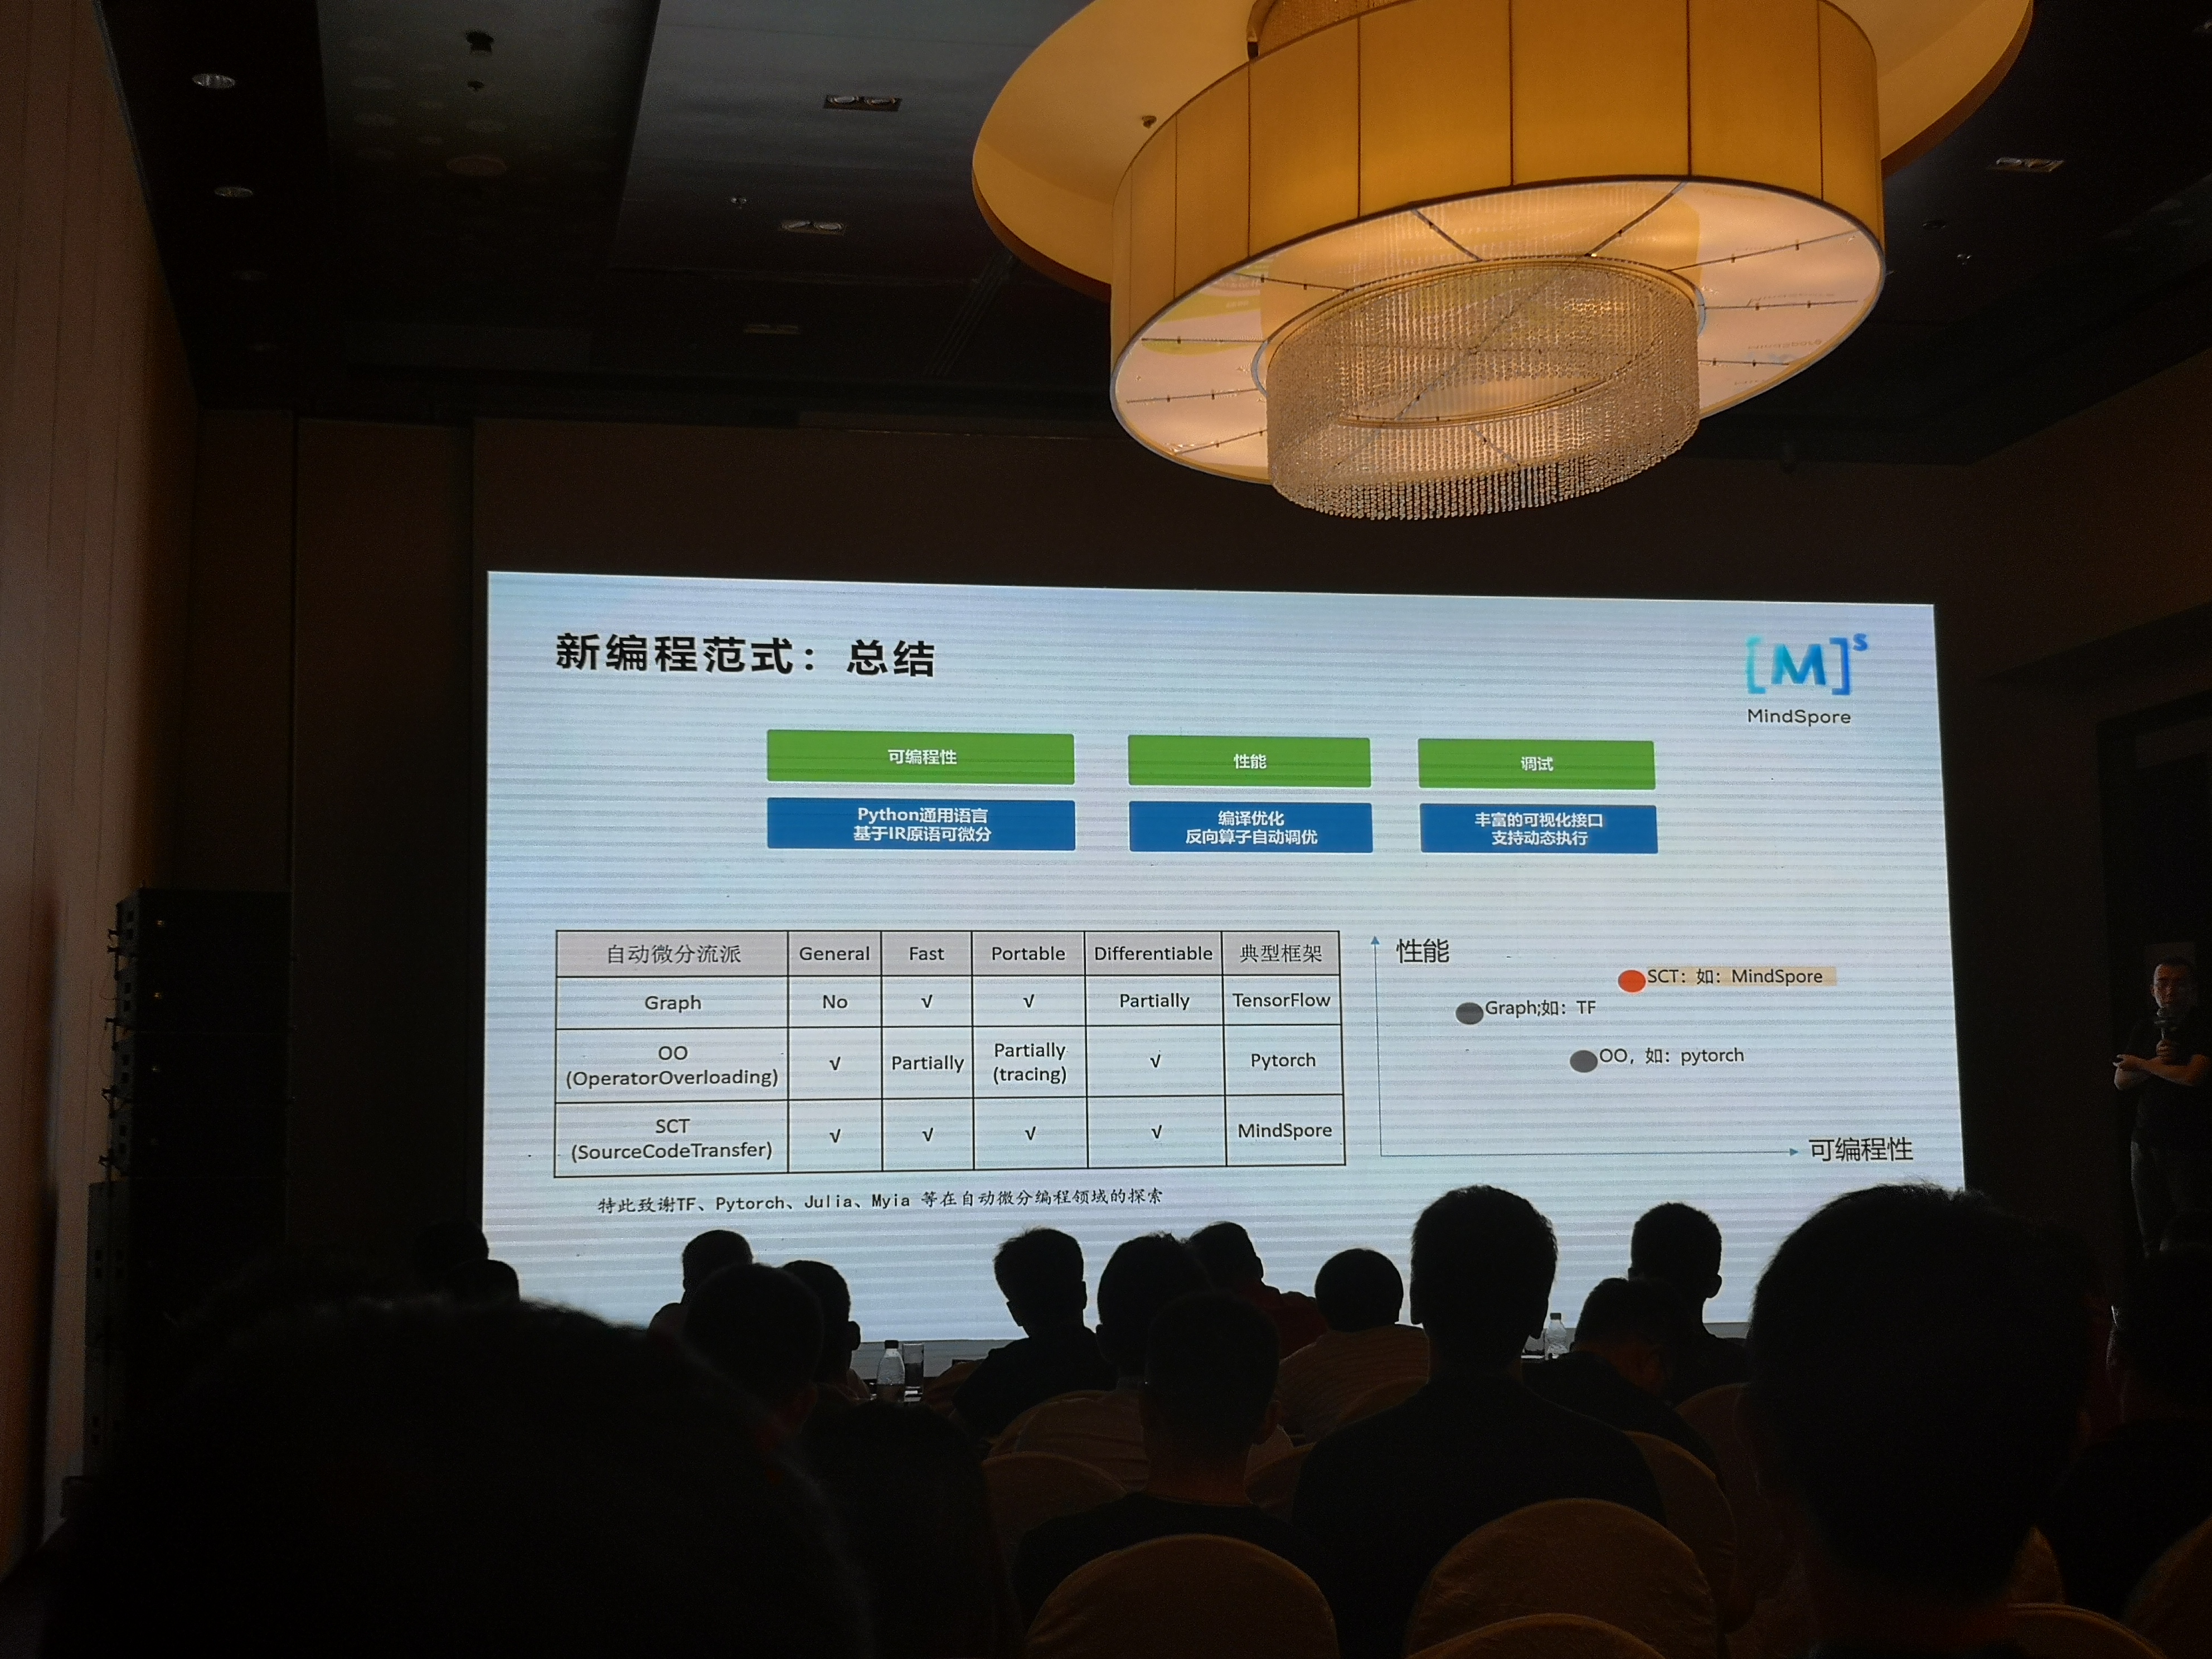 新编程范式：总结
[M]s
MindSpore
可编程性
性能
调试
Python通用语言
基于IR原语可微分
编译优化
反向算子自动调优
丰富的可视化接口
支持动态执行
自动微分流派 General Fast Portable Differentiable 典型框架
Graph No √ √ Partially TensorFlow
OO
(OperatorOverloading) √ Partially Partially
(tracing) √ Pytorch
SCT
(SourceCodeTransfer) √ √ √ √ MindSpore
特此致谢TF、Pytorch、Julia、Myia 等在自动微分编程领域的探索
性能
SCT：如：MindSpore
Graph;如：TF
OO，如：pytorch
可编程性